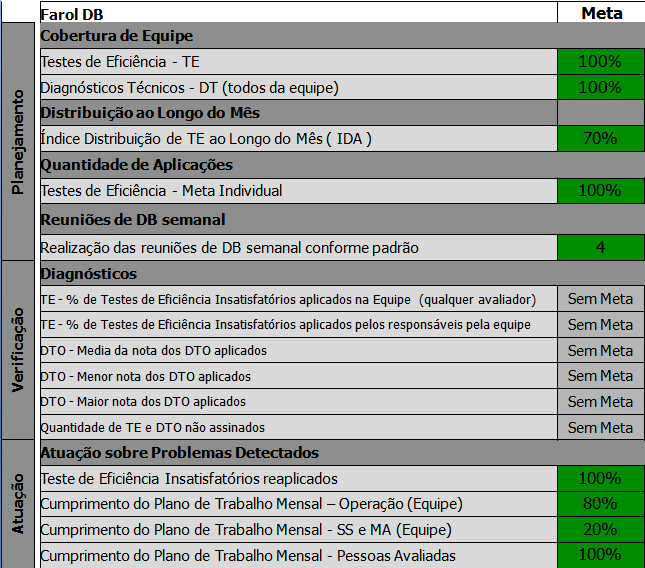 Farol DB Meta
Planejamento
Cobertura de Equipe
Testes de Eficiência - TE 100%
Diagnósticos Técnicos - DT (todos da equipe) 100%
Distribuição ao Longo do Mês
Índice Distribuição de TE ao Longo do Mês ( IDA ) 70%
Quantidade de Aplicações
Testes de Eficiência - Meta Individual 100%
Reuniões de DB semanal
Realização das reuniões de DB semanal conforme padrão 4
Verificação
Diagnósticos
TE - % de Testes de Eficiência Insatisfatórios aplicados na Equipe (qualquer avaliador) Sem Meta
TE - % de Testes de Eficiência Insatisfatórios aplicados pelos responsáveis pela equipe Sem Meta
DTO - Media da nota dos DTO aplicados Sem Meta
DTO - Menor nota dos DTO aplicados Sem Meta
DTO - Maior nota dos DTO aplicados Sem Meta
Quantidade de TE e DTO não assinados Sem Meta
Atuação
Atuação sobre Problemas Detectados
Teste de Eficiência Insatisfatórios reaplicados 100%
Cumprimento do Plano de Trabalho Mensal – Operação (Equipe) 80%
Cumprimento do Plano de Trabalho Mensal - SS e MA (Equipe) 20%
Cumprimento do Plano de Trabalho Mensal - Pessoas Avaliadas 100%